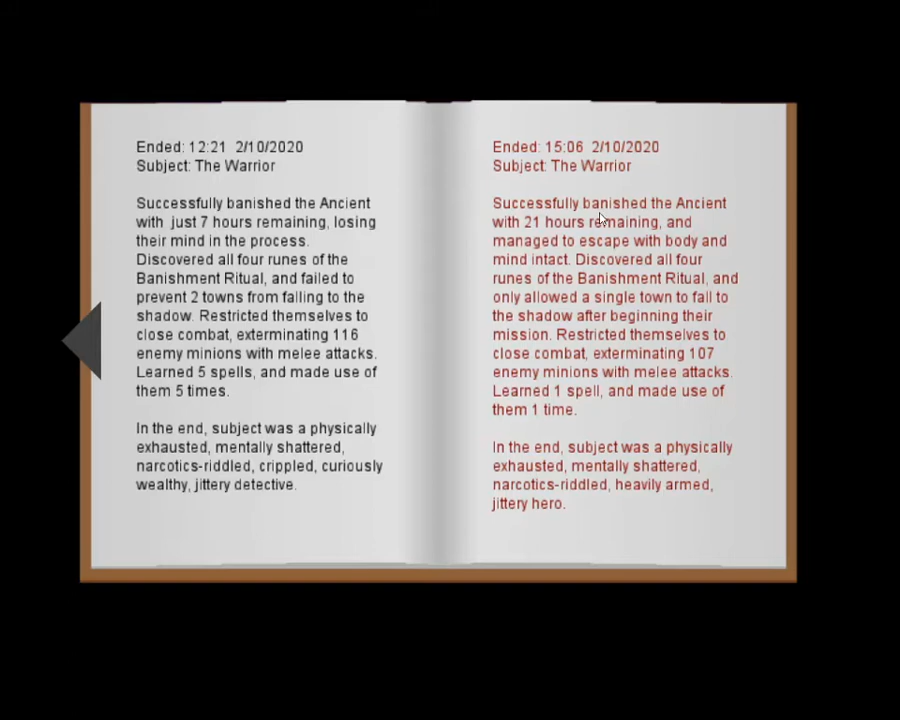 Ended: 12:21 2/10/2020
Subject: The Warrior
Successfully banished the Ancient
with just 7 hours remaining, losing
their mind in the process.
Discovered all four runes of the
Banishment Ritual, and failed to
prevent 2 towns from falling to the
shadow. Restricted themselves to
close combat, exterminating 116
enemy minions with melee attacks.
Learned 5 spells, and made use of
them 5 times.
In the end, subject was a physically
exhausted, mentally shattered,
narcotics-riddled, crippled, curiously
wealthy, jittery detective.
Ended: 15:06 2/10/2020
Subject: The Warrior
Successfully banished the Ancient
with 21 hours remaining, and
managed to escape with body and
mind intact. Discovered all four
runes of the Banishment Ritual, and
only allowed a single town to fall to
the shadow after beginning their
mission. Restricted themselves to
close combat, exterminating 107
enemy minions with melee attacks.
Learned 1 spell, and made use of
them 1 time.
In the end, subject was a physically
exhausted, mentally shattered,
narcotics-riddled, heavily armed,
jittery hero.